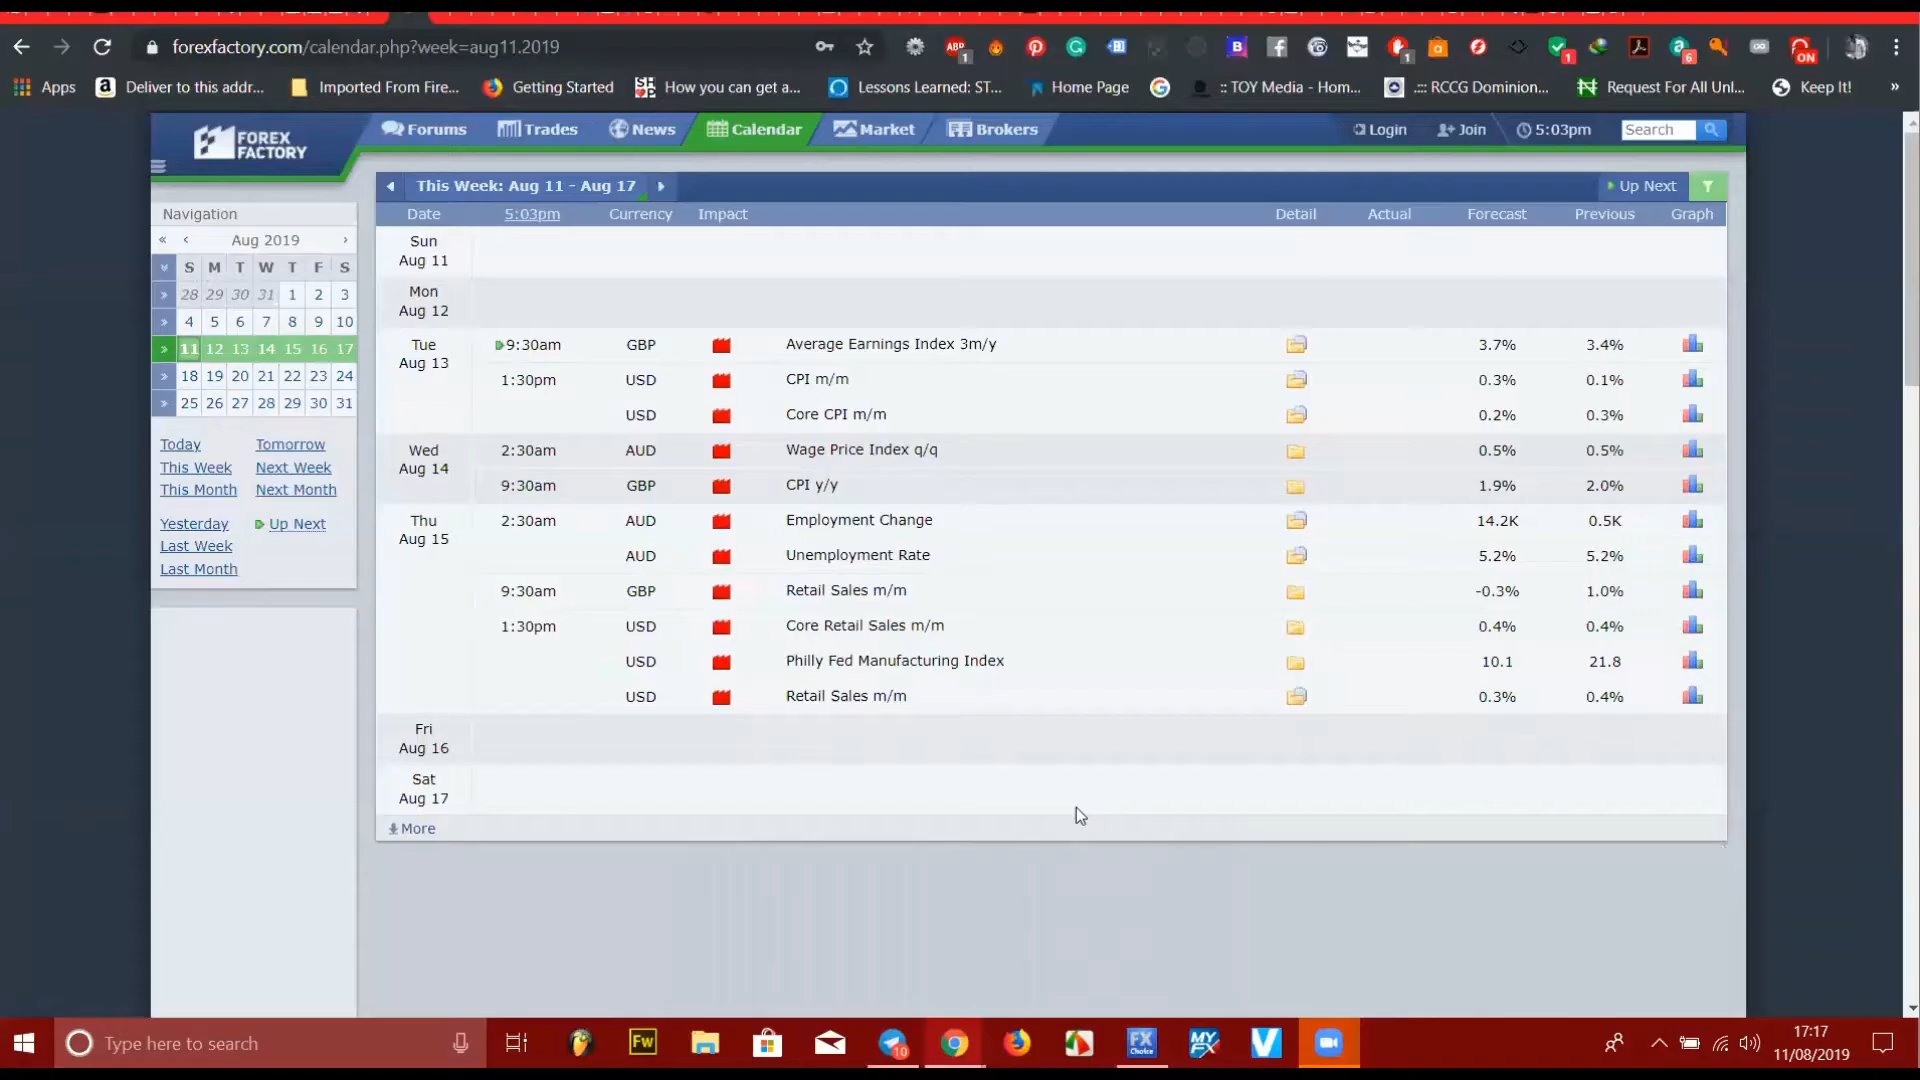 forexfactory.com/calendar.php?week=aug11.2019
Apps Deliver to this addr... Imported From Fire... Getting Started How you can get a... Lessons Learned: ST... Home Page :: TOY Media - Hom... .::: RCCG Dominion... Request For All Unl... Keep It! »
FOREX FACTORY
Forums Trades News Calendar Market Brokers Login Join 5:03pm Search
This Week: Aug 11 - Aug 17 Up Next
Date 5:03pm Currency Impact Detail Actual Forecast Previous Graph
Sun
Aug 11
Mon
Aug 12
Tue
Aug 13
9:30am GBP Average Earnings Index 3m/y 3.7% 3.4%
1:30pm USD CPI m/m 0.3% 0.1%
USD Core CPI m/m 0.2% 0.3%
Wed
Aug 14
2:30am AUD Wage Price Index q/q 0.5% 0.5%
9:30am GBP CPI y/y 1.9% 2.0%
Thu
Aug 15
2:30am AUD Employment Change 14.2K 0.5K
AUD Unemployment Rate 5.2% 5.2%
9:30am GBP Retail Sales m/m -0.3% 1.0%
1:30pm USD Core Retail Sales m/m 0.4% 0.4%
USD Philly Fed Manufacturing Index 10.1 21.8
USD Retail Sales m/m 0.3% 0.4%
Fri
Aug 16
Sat
Aug 17
More
Navigation
« ‹ Aug 2019 ›
S M T W T F S
» 28 29 30 31 1 2 3
» 4 5 6 7 8 9 10
» 11 12 13 14 15 16 17
» 18 19 20 21 22 23 24
» 25 26 27 28 29 30 31
Today Tomorrow
This Week Next Week
This Month Next Month
Yesterday Up Next
Last Week
Last Month
Type here to search
Fw
10
FX
Choice
MY
FX
V
17:17
11/08/2019
ABP
1
B
1
a
1
6
ON